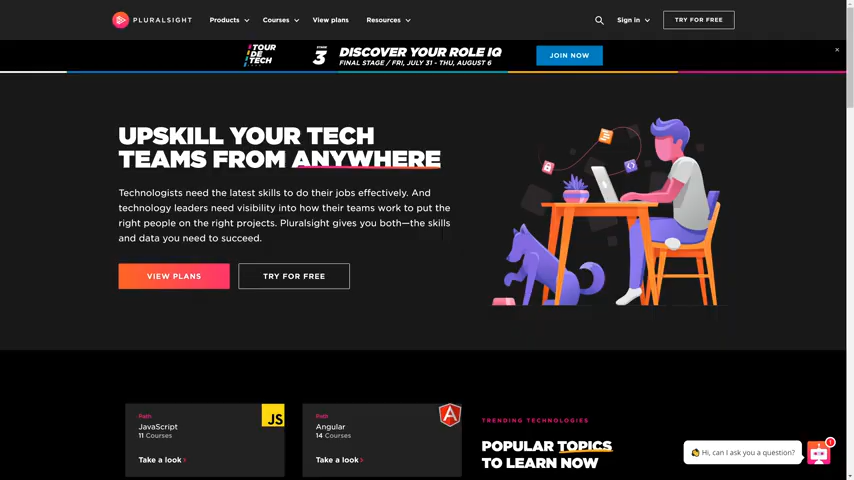 PLURALSIGHT
Products
Courses
View plans
Resources
Sign in
TRY FOR FREE
TOUR
DE
TECH
STAGE
3
DISCOVER YOUR ROLE IQ
FINAL STAGE / FRI, JULY 31 - THU, AUGUST 6
JOIN NOW
UPSKILL YOUR TECH
TEAMS FROM ANYWHERE
Technologists need the latest skills to do their jobs effectively. And
technology leaders need visibility into how their teams work to put the
right people on the right projects. Pluralsight gives you both—the skills
and data you need to succeed.
VIEW PLANS
TRY FOR FREE
Path
JavaScript
11 Courses
Take a look
JS
Path
Angular
14 Courses
Take a look
A
TRENDING TECHNOLOGIES
POPULAR TOPICS
TO LEARN NOW
Hi, can I ask you a question?
1